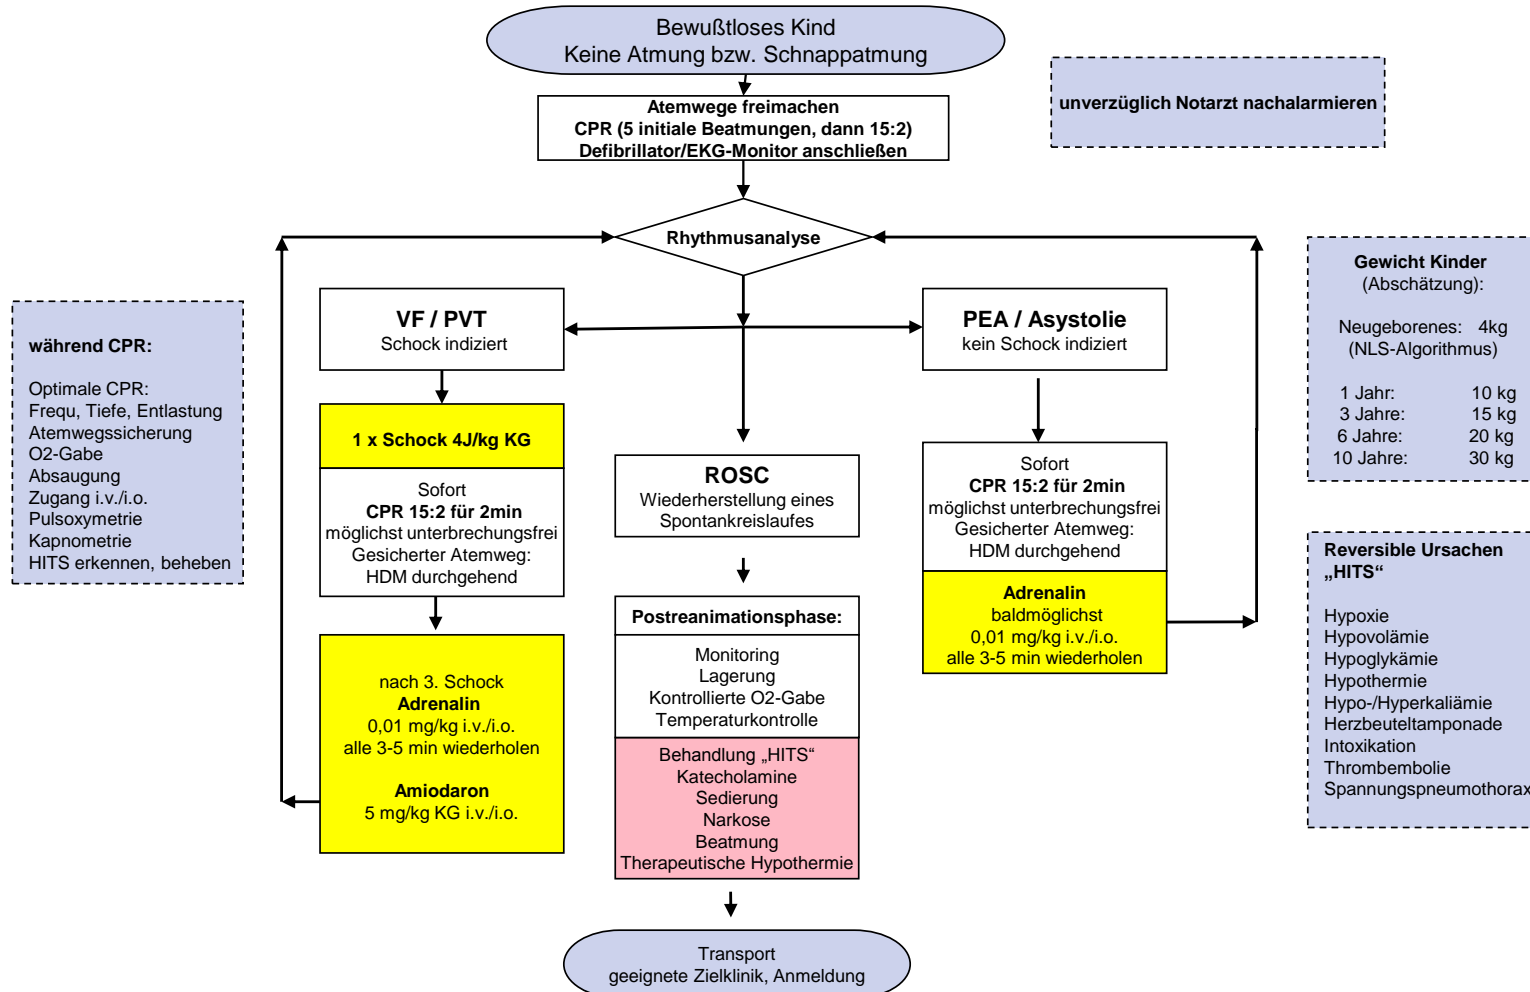 Bewußtloses Kind
Keine Atmung bzw. Schnappatmung
unverzüglich Notarzt nachalarmieren
Atemwege freimachen
CPR (5 initiale Beatmungen, dann 15:2)
Defibrillator/EKG-Monitor anschließen
Rhythmusanalyse
während CPR:
Optimale CPR:
Frequ, Tiefe, Entlastung
Atemwegssicherung
O2-Gabe
Absaugung
Zugang i.v./i.o.
Pulsoxymetrie
Kapnometrie
HITS erkennen, beheben
VF / PVT
Schock indiziert
1 x Schock 4J/kg KG
Sofort
CPR 15:2 für 2min
möglichst unterbrechungsfrei
Gesicherter Atemweg:
HDM durchgehend
nach 3. Schock
Adrenalin
0,01 mg/kg i.v./i.o.
alle 3-5 min wiederholen
Amiodaron
5 mg/kg KG i.v./i.o.
ROSC
Wiederherstellung eines
Spontankreislaufes
Postreanimationsphase:
Monitoring
Lagerung
Kontrollierte O2-Gabe
Temperaturkontrolle
Behandlung „HITS“
Katecholamine
Sedierung
Narkose
Beatmung
Therapeutische Hypothermie
Transport
geeignete Zielklinik, Anmeldung
PEA / Asystolie
kein Schock indiziert
Sofort
CPR 15:2 für 2min
möglichst unterbrechungsfrei
Gesicherter Atemweg:
HDM durchgehend
Adrenalin
baldmöglichst
0,01 mg/kg i.v./i.o.
alle 3-5 min wiederholen
Gewicht Kinder
(Abschätzung):
Neugeborenes: 4kg
(NLS-Algorithmus)
1 Jahr: 10 kg
3 Jahre: 15 kg
6 Jahre: 20 kg
10 Jahre: 30 kg
Reversible Ursachen
„HITS“
Hypoxie
Hypovolämie
Hypoglykämie
Hypothermie
Hypo-/Hyperkaliämie
Herzbeuteltamponade
Intoxikation
Thrombembolie
Spannungspneumothorax